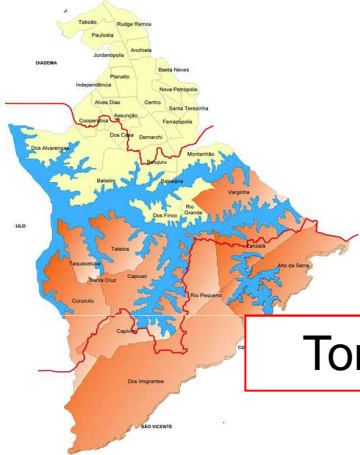 Taboão
Rudge Ramos
Paulicéia
Anchieta
Jordanópolis
DIADEMA
Baeta Neves
Planalto
Independência
Nova Petrópolis
Alves Dias
Centro
Santa Terezinha
Assunção
Cooperativa
Ferrazópolis
Dos Casa
Demarchi
Dos Alvarengas
Montanhão
Botujuru
Batistini
Balneária
Varginha
Rio
Grande
Dos Finco
ULO
Tatetos
Zanzalá
Taquacetuba
Alto da Serra
Santa Cruz
Capivari
Curucutu
Rio Pequeno
Capivari
Tor
Dos Imigrantes
SÃO VICENTE